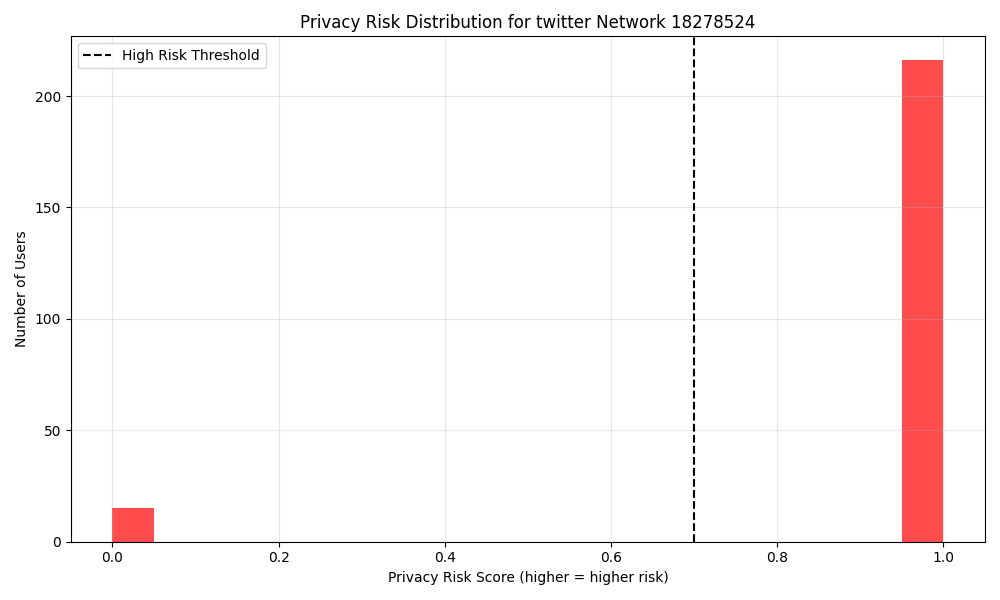 Privacy Risk Distribution for twitter Network 18278524
High Risk Threshold
Number of Users
200
150
100
50
0
0.0 0.2 0.4 0.6 0.8 1.0
Privacy Risk Score (higher = higher risk)